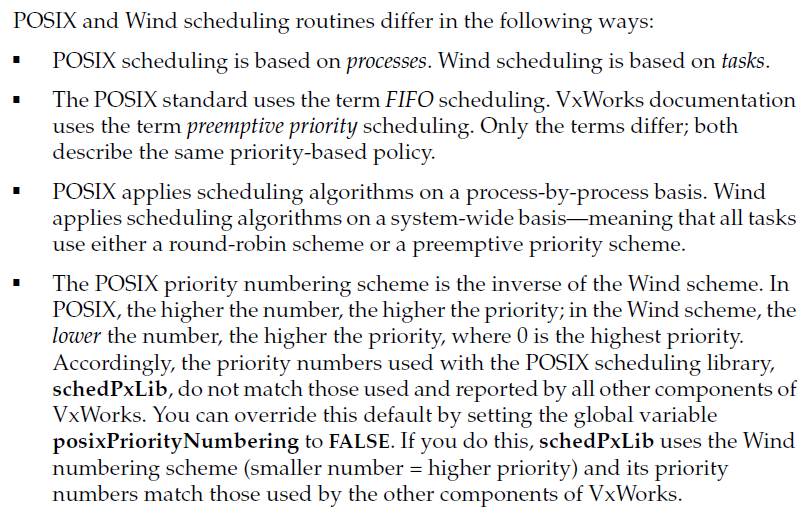 POSIX and Wind scheduling routines differ in the following ways:
▪ POSIX scheduling is based on processes. Wind scheduling is based on tasks.
▪ The POSIX standard uses the term FIFO scheduling. VxWorks documentation
uses the term preemptive priority scheduling. Only the terms differ; both
describe the same priority-based policy.
▪ POSIX applies scheduling algorithms on a process-by-process basis. Wind
applies scheduling algorithms on a system-wide basis—meaning that all tasks
use either a round-robin scheme or a preemptive priority scheme.
▪ The POSIX priority numbering scheme is the inverse of the Wind scheme. In
POSIX, the higher the number, the higher the priority; in the Wind scheme, the
lower the number, the higher the priority, where 0 is the highest priority.
Accordingly, the priority numbers used with the POSIX scheduling library,
schedPxLib, do not match those used and reported by all other components of
VxWorks. You can override this default by setting the global variable
posixPriorityNumbering to FALSE. If you do this, schedPxLib uses the Wind
numbering scheme (smaller number = higher priority) and its priority
numbers match those used by the other components of VxWorks.